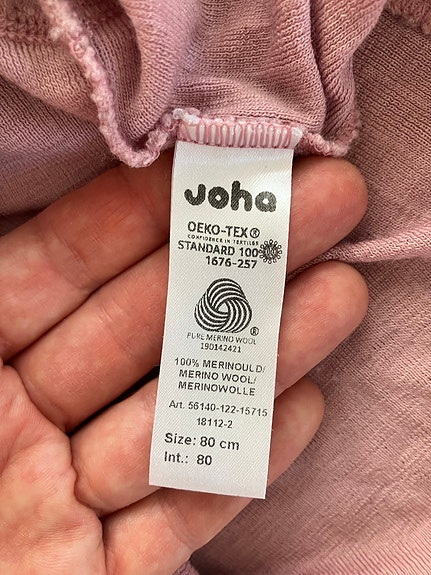 Joha
OEKO-TEX®
CONFIDENCE IN TEXTILES
STANDARD 100
1676-257
®
PURE MERINO WOOL
190142421
100% MERINOULD/
MERINO WOOL/
MERINOWOLLE
Art. 56140-122-15715
18112-2
Size: 80 cm
Int.: 80